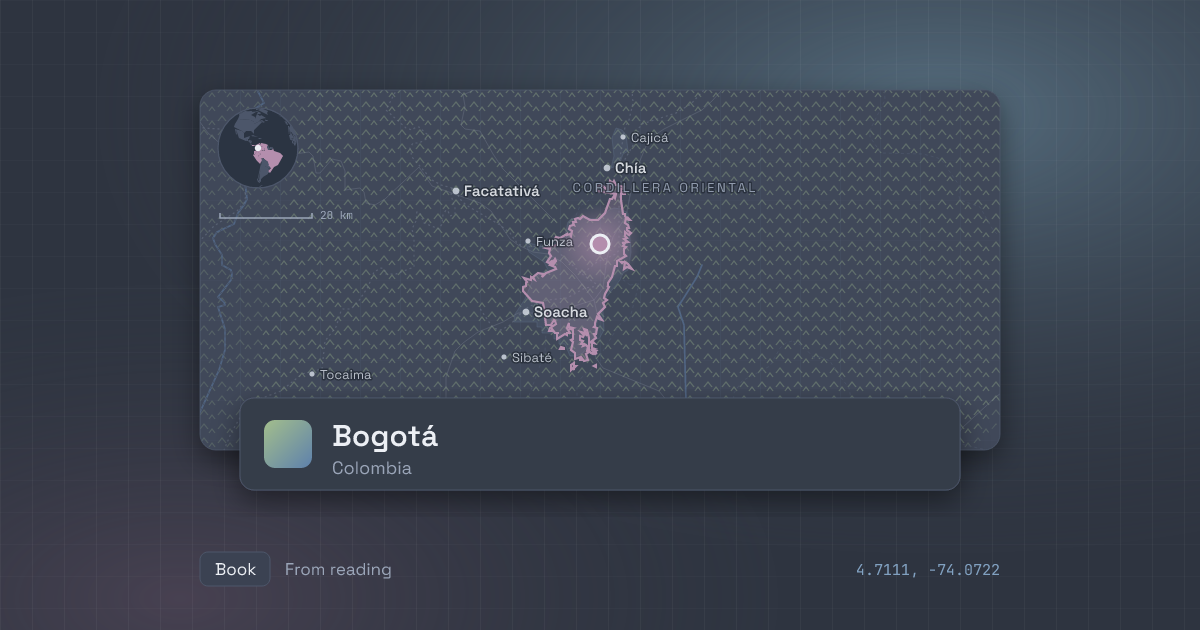 Cajicá
Chía
CORDILLERA ORIENTAL
Facatativá
20 km
Funza
Soacha
Sibaté
Tocaima
Bogotá
Colombia
Book
From reading
4.7111, -74.0722